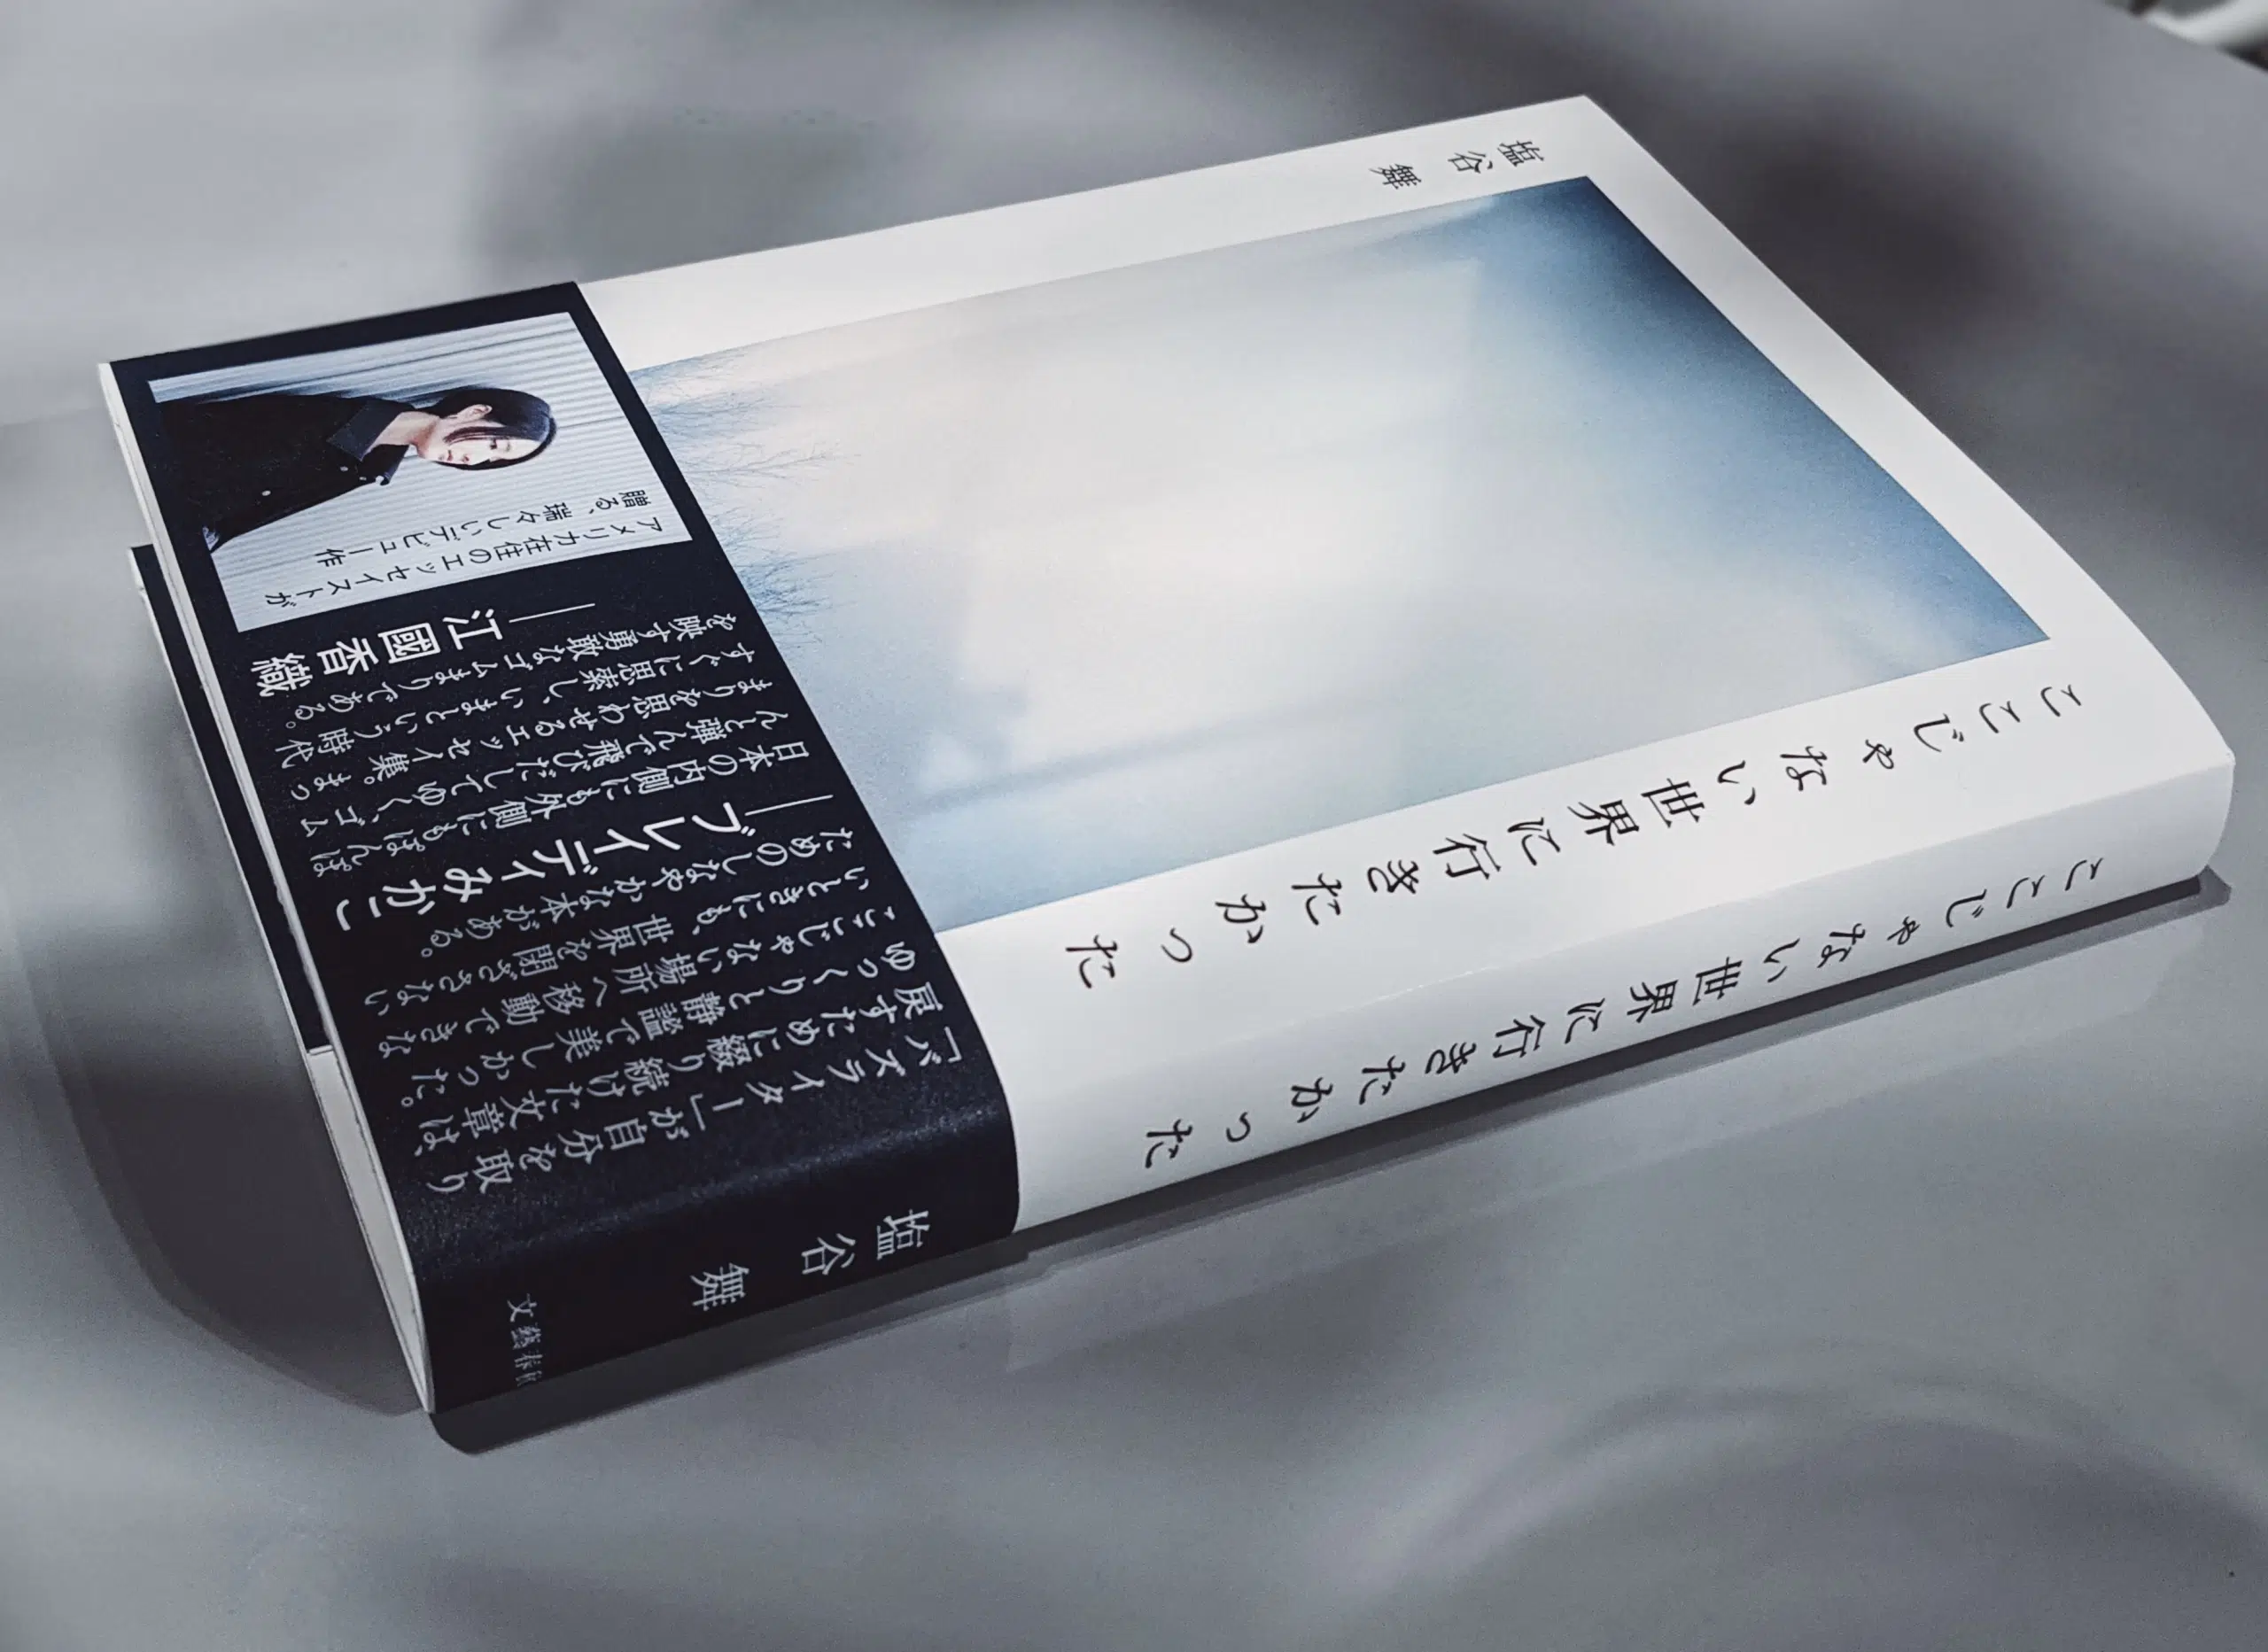 ここじゃない世界に行きたかった
塩谷 舞
「バズライター」が自分を取り
戻すために綴り続けた文章は、
ゆっくりと静謐で美しかった。
ここじゃない場所へ移動できな
いときにも、世界を閉ざさない
ためのしなやかな本がある。
──ブレイディみかこ
日本の内側にも外側にもぽんぽ
んと弾んで飛びだしてゆく、ゴム
まりを思わせるエッセイ集。まっ
すぐに思索し、いまという時代
を映す勇敢なゴムまりである。
──江國香織
アメリカ在住のエッセイストが
贈る、瑞々しいデビュー作
ここじゃない世界に行きたかった
塩谷 舞
文藝春